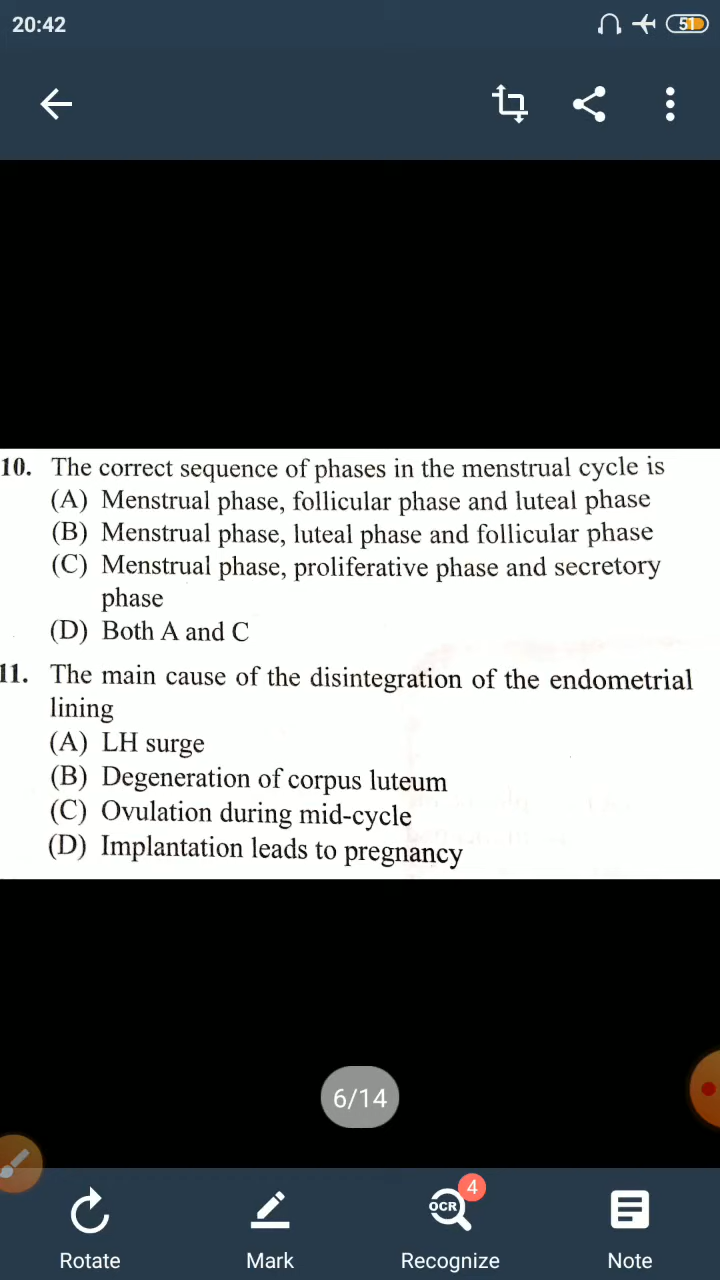 20:42
51
10. The correct sequence of phases in the menstrual cycle is
(A) Menstrual phase, follicular phase and luteal phase
(B) Menstrual phase, luteal phase and follicular phase
(C) Menstrual phase, proliferative phase and secretory
phase
(D) Both A and C
11. The main cause of the disintegration of the endometrial
lining
(A) LH surge
(B) Degeneration of corpus luteum
(C) Ovulation during mid-cycle
(D) Implantation leads to pregnancy
6/14
4
OCR
Rotate Mark Recognize Note